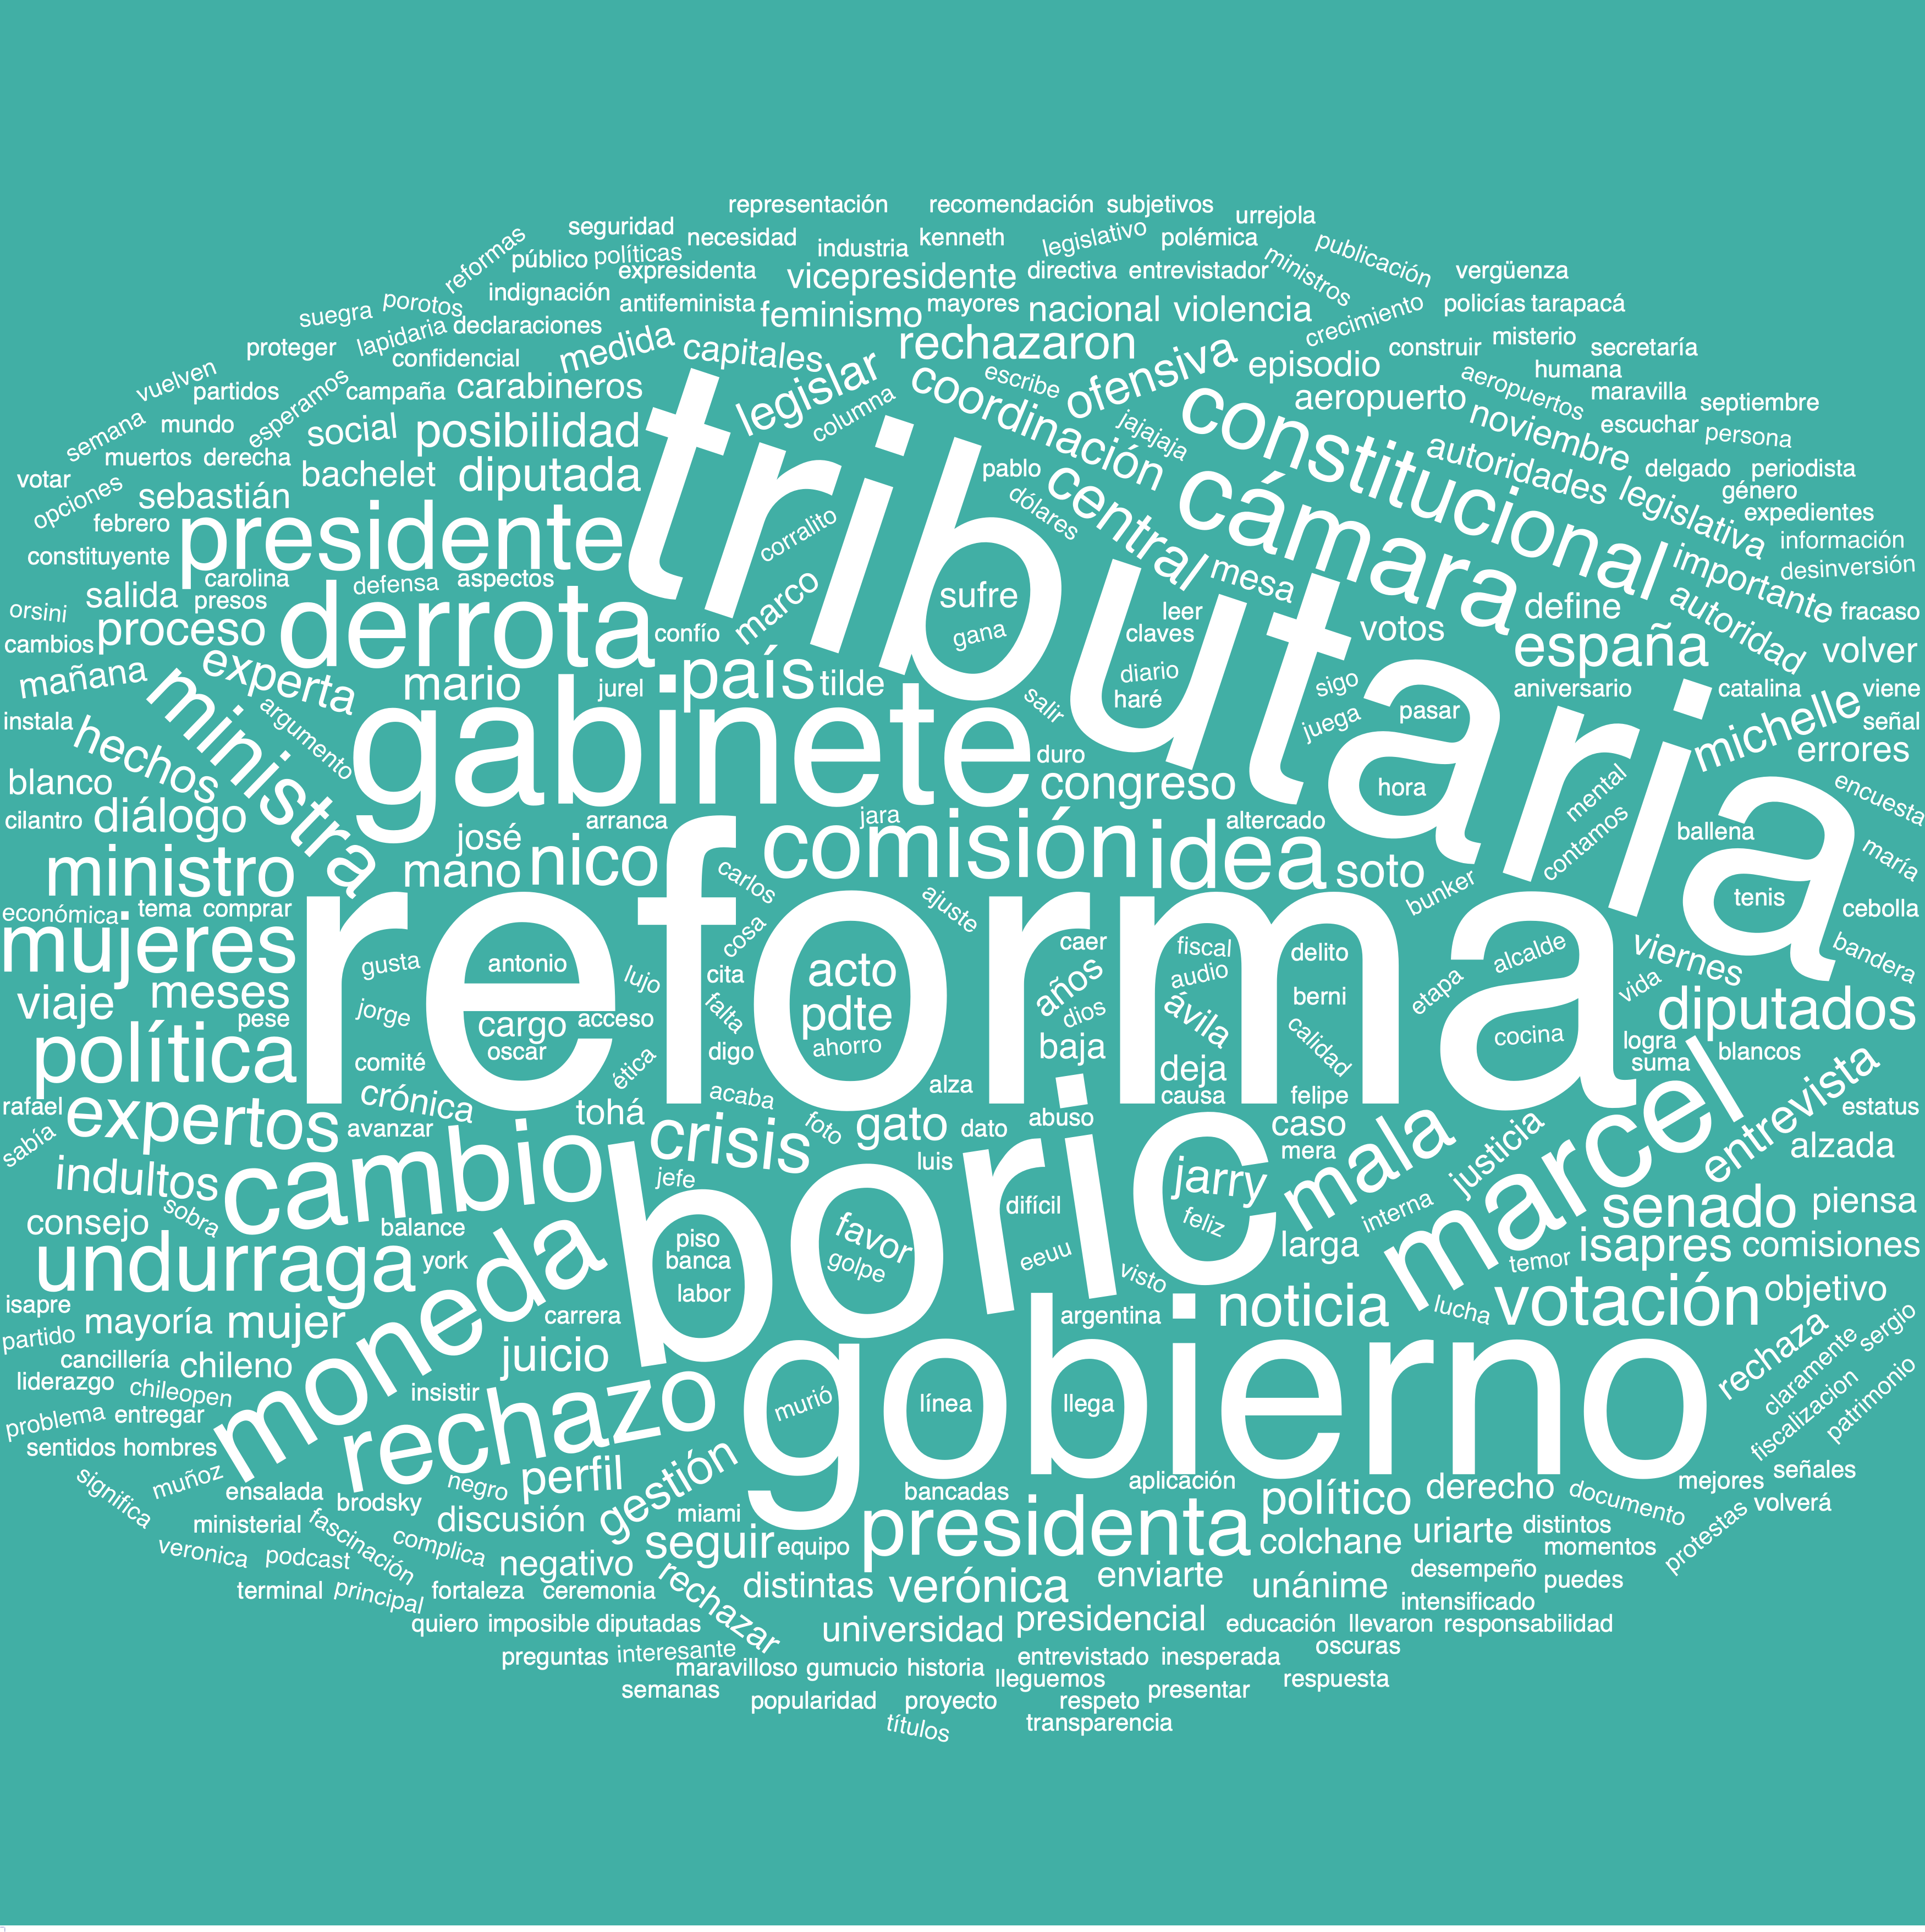 representación recomendación subjetivos urrejola
seguridad necesidad industria kenneth legislativo polémica publicación
reformas público políticas expresidenta vicepresidente directiva entrevistador ministros vergüenza
suegra porotos indignación antifeminista feminismo mayores nacional violencia crecimiento policías tarapacá
proteger lapidaria declaraciones confidencial medida capitales rechazaron ofensiva episodio construir misterio secretaría
vuelven partidos esperamos campaña carabineros legislar columna coordinación escribe aeropuerto aeropuertos humana maravilla septiembre
semana mundo social posibilidad jajajaja constitucional noviembre escuchar persona
votar muertos derecha bachelet diputada tributaria pablo central cámara autoridades delgado periodista
opciones sebastián dólares legislativa género expedientes
febrero presidente corralito información
constituyente carolina defensa aspectos mesa importante desinversión
orsini salida presos derrota marco sufre leer define autoridad fracaso
cambios proceso confío gana claves votos españa volver
mañana experta mario jurel país tilde diario haré sigo aniversario catalina viene
instala ministra argumento gabinete salir juega pasar michelle señal
hechos duro errores
blanco congreso hora mental encuesta
cilantro diálogo josé arranca jara comisión idea altercado contamos ballena maría
ministro mano nico carlos ajuste soto bunker tenis
económica tema comprar reforma cosa cebolla
mujeres gusta antonio lujo cita acto caer fiscal delito alcalde viernes bandera
viaje meses jorge falta pdte años audio berni etapa vida diputados
pese cargo acceso dios ávila cocina
política comité oscar ética digo ahorro baja calidad logra suma blancos
rafael expertos crónica tohá acaba alza deja causa felipe marcel entrevista estatus
sabía avanzar foto gato dato abuso caso alzada
indultos cambio crisis luis boric jarry mera mala justicia
consejo sobra balance jefe difícil feliz interna senado piensa
undurraga york moneda piso banca favor golpe eeuu larga temor isapres comisiones
isapre labor visto votación objetivo
partido mayoría mujer carrera argentina noticia lucha rechaza sergio
cancillería chileno juicio gobierno claramente
liderazgo chileopen insistir rechazo murió línea llega fiscalizacion patrimonio
problema entregar
sentidos hombres
significa muñoz ensalada negro perfil gestión bancadas aplicación político derecho documento mejores señales
ministerial brodsky discusión miami presidenta colchane uriarte distintos protestas volverá
veronica podcast fascinación complica negativo seguir equipo momentos
terminal principal fortaleza ceremonia rechazar distintas verónica enviarte unánime desempeño puedes
quiero imposible diputadas universidad presidencial educación intensificado llevaron responsabilidad
preguntas interesante maravilloso gumucio historia entrevistado inesperada oscuras
semanas lleguemos respuesta
popularidad proyecto respeto presentar
títulos transparencia